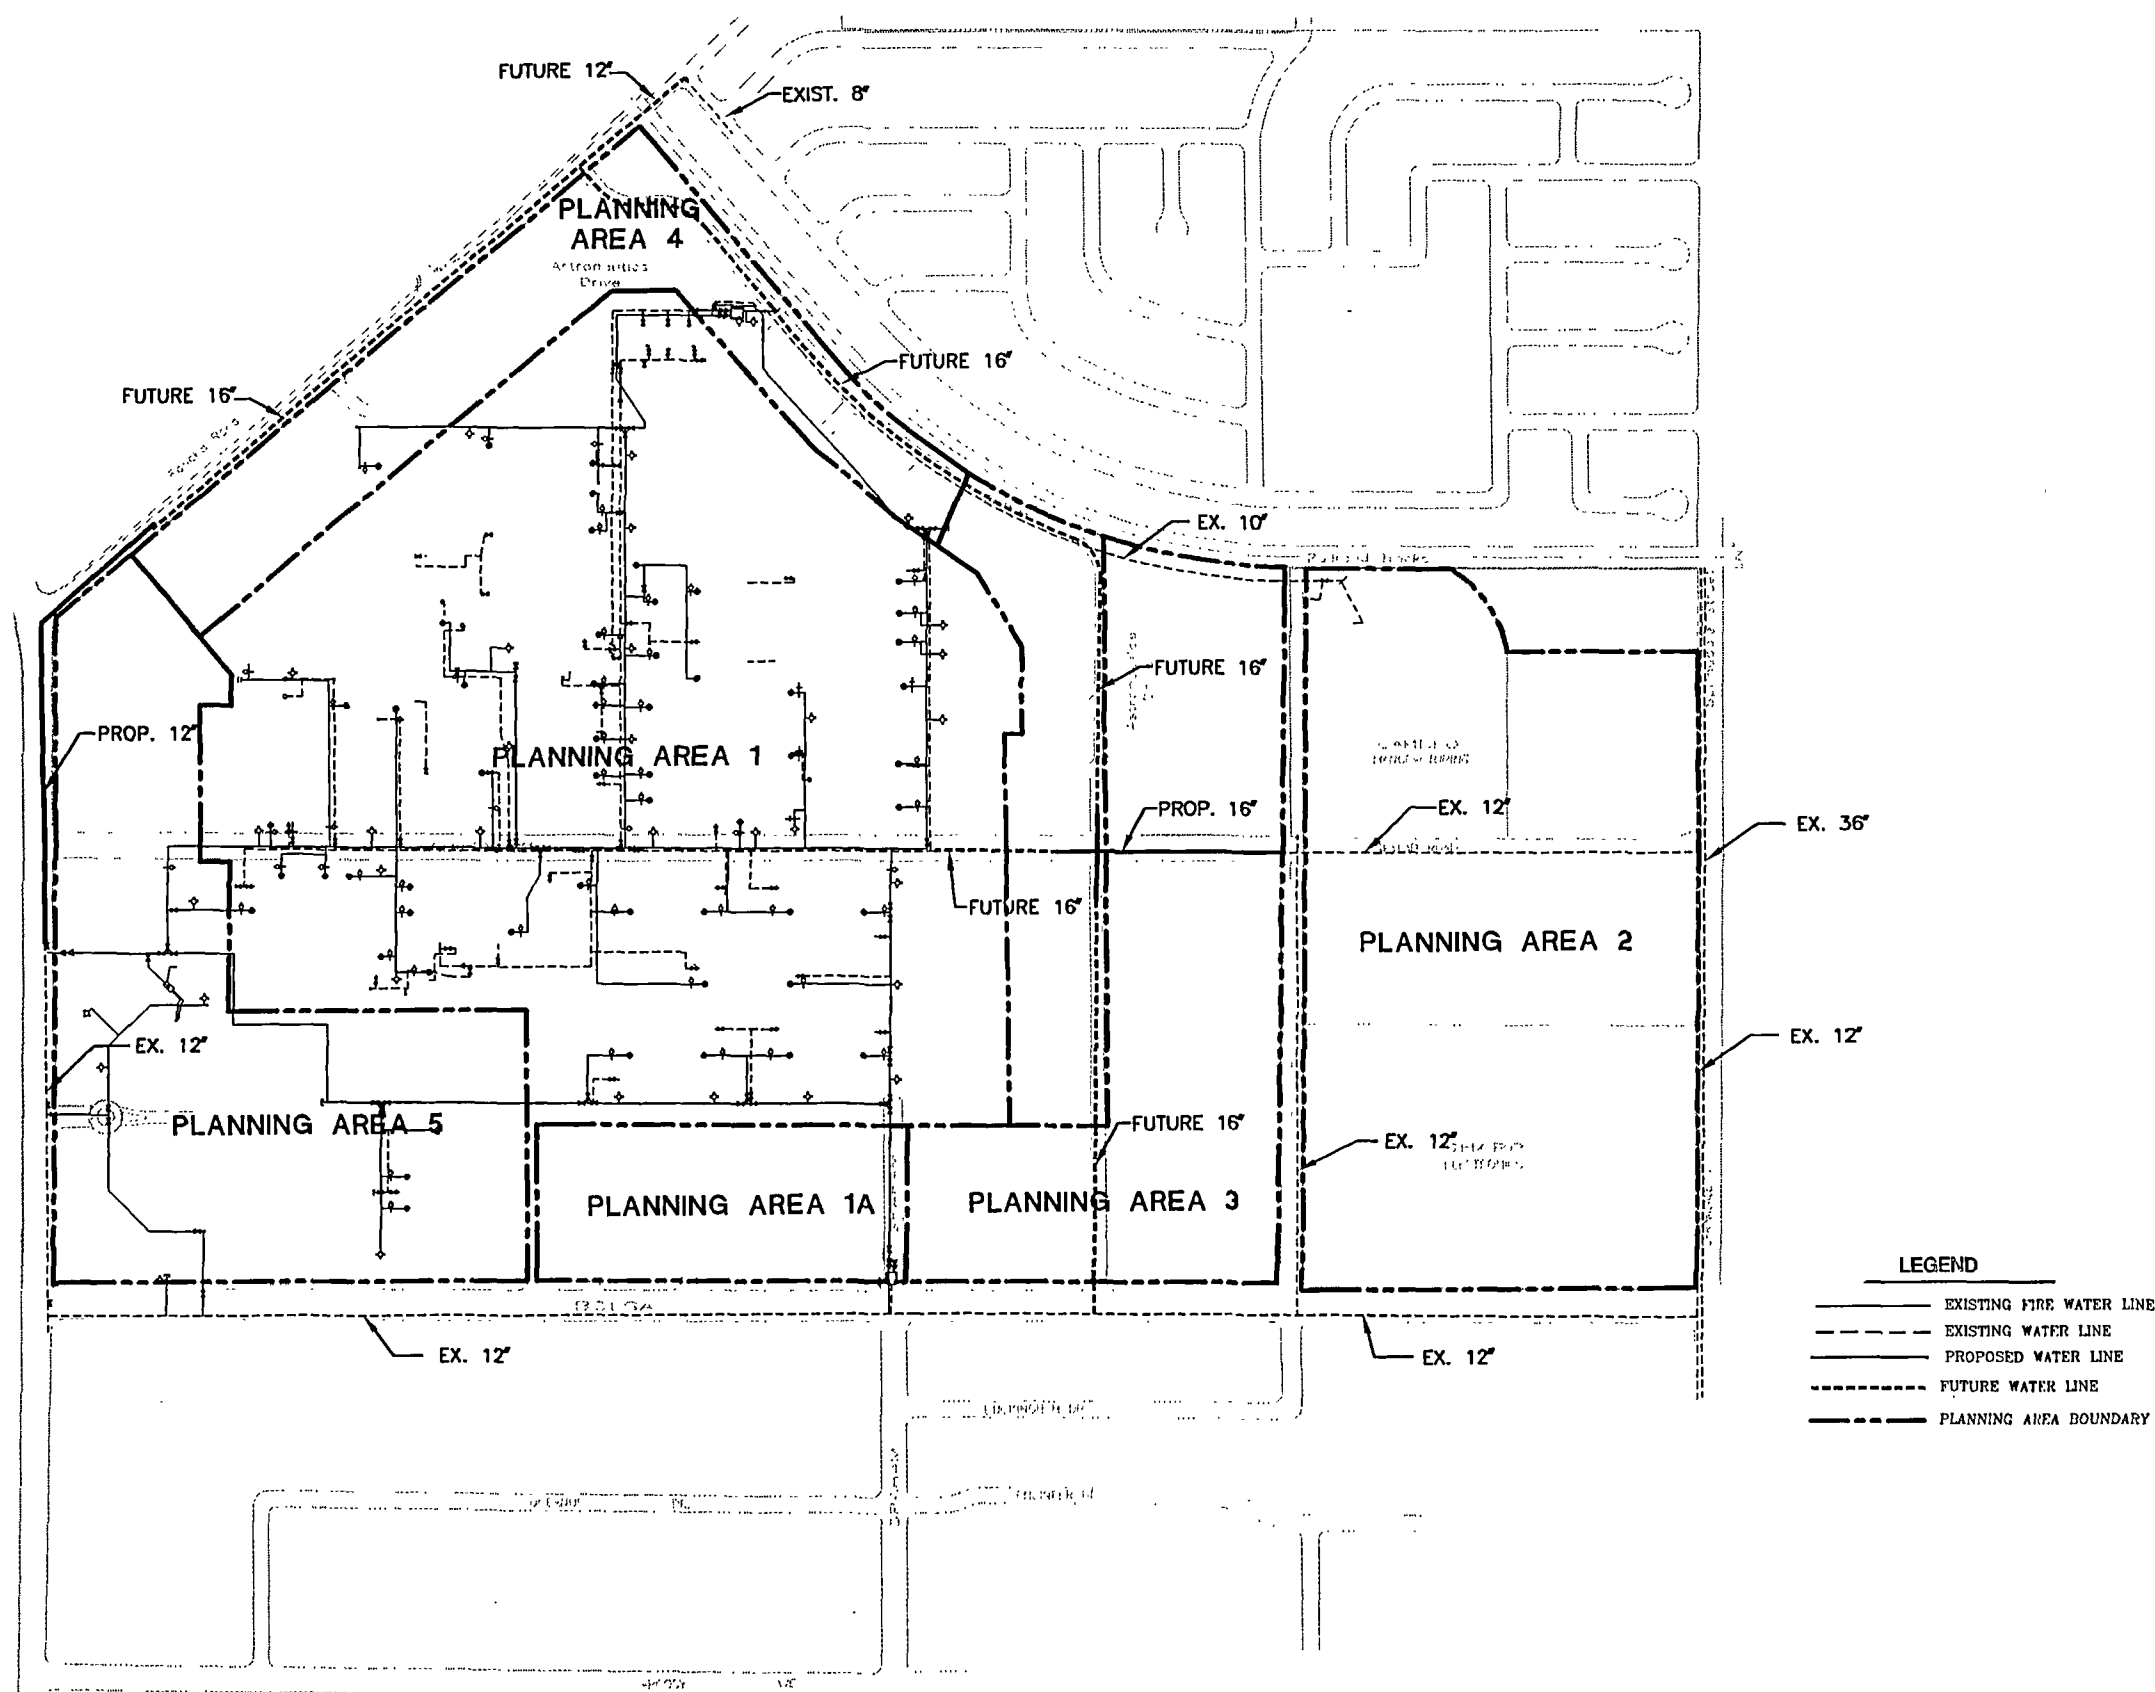 FUTURE 12"
EXIST. 8"
PLANNING
AREA 4
Drive
FUTURE 16"
FUTURE 16"
EX. 10"
FUTURE 16"
PROP. 12"
PLANNING AREA 1
PROP. 16"
EX. 12"
EX. 36"
FUTURE 16"
PLANNING AREA 2
EX. 12"
EX. 12"
PLANNING AREA 5
FUTURE 16"
EX. 12"
PLANNING AREA 1A
PLANNING AREA 3
BOLSA
EX. 12"
EX. 12"
LEGEND
EXISTING FIRE WATER LINE
EXISTING WATER LINE
PROPOSED WATER LINE
FUTURE WATER LINE
PLANNING AREA BOUNDARY